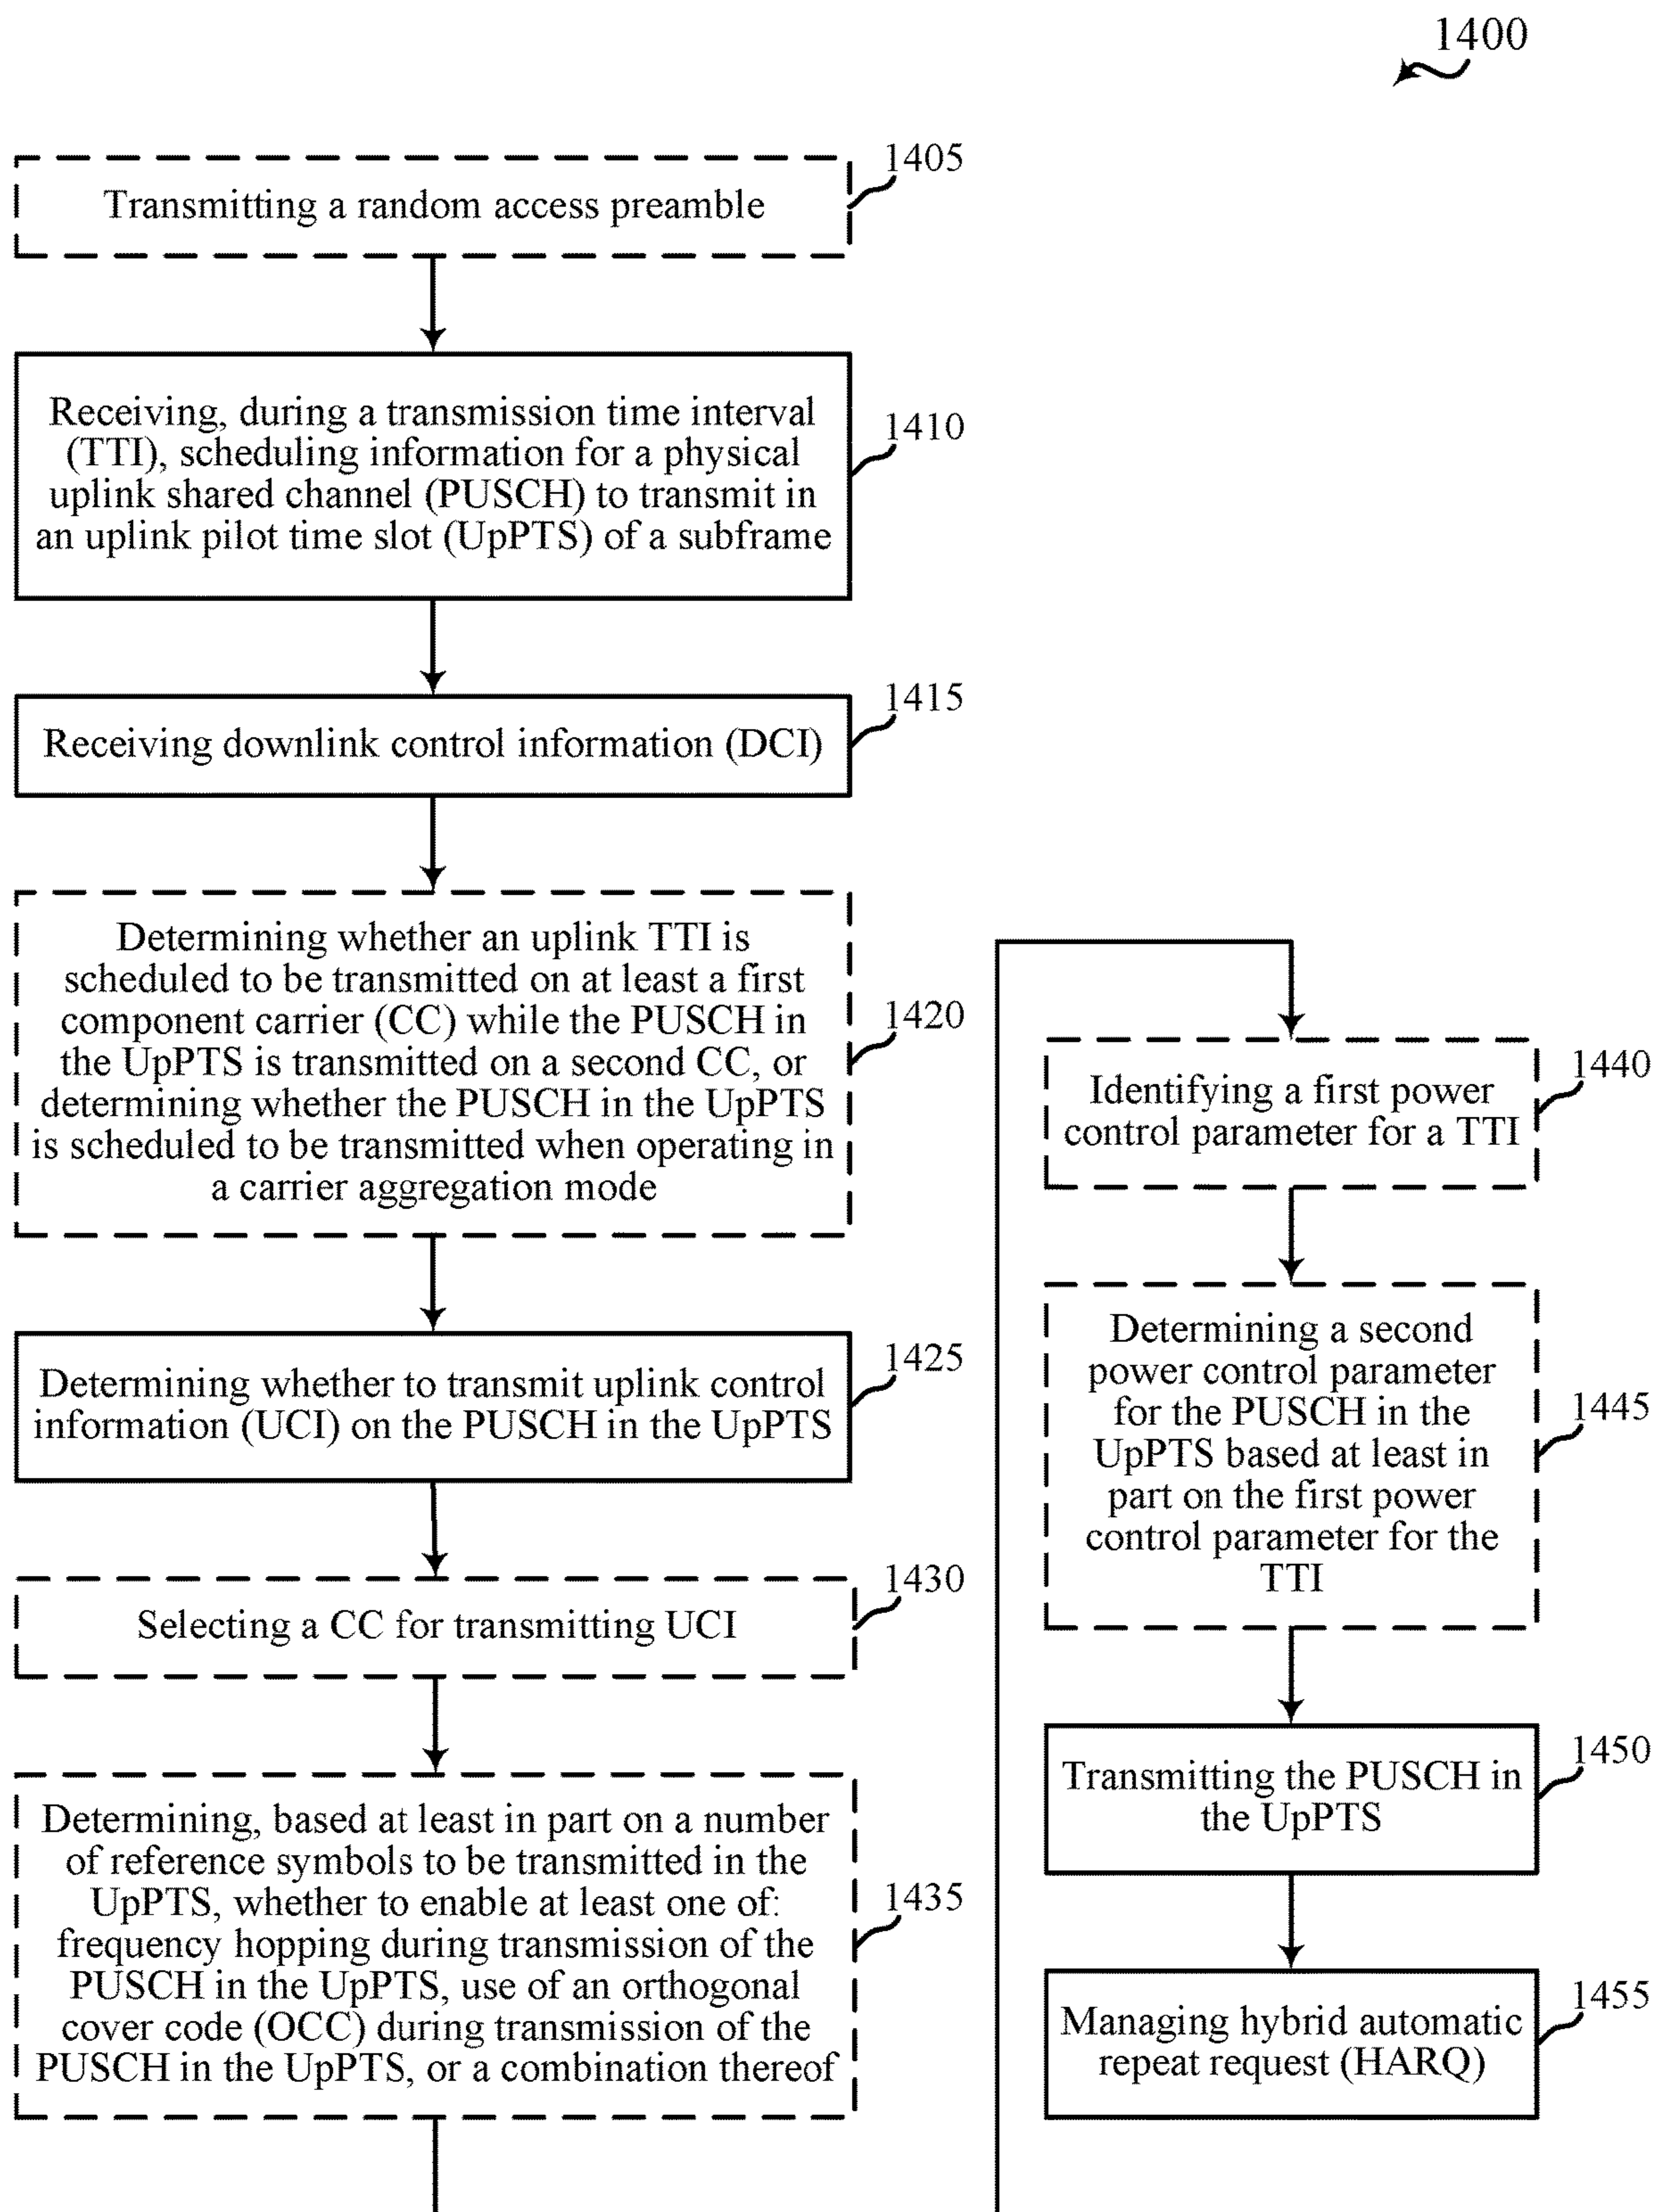 1400
1405
Transmitting a random access preamble
Receiving, during a transmission time interval
(TTI), scheduling information for a physical
uplink shared channel (PUSCH) to transmit in
an uplink pilot time slot (UpPTS) of a subframe
1410
1415
Receiving downlink control information (DCI)
Determining whether an uplink TTI is
scheduled to be transmitted on at least a first
component carrier (CC) while the PUSCH in
the UpPTS is transmitted on a second CC, or
determining whether the PUSCH in the UpPTS
is scheduled to be transmitted when operating in
a carrier aggregation mode
1420
1425
Determining whether to transmit uplink control
information (UCI) on the PUSCH in the UpPTS
1430
Selecting a CC for transmitting UCI
Determining, based at least in part on a number
of reference symbols to be transmitted in the
UpPTS, whether to enable at least one of:
frequency hopping during transmission of the
PUSCH in the UpPTS, use of an orthogonal
cover code (OCC) during transmission of the
PUSCH in the UpPTS, or a combination thereof
1435
1440
Identifying a first power
control parameter for a TTI
Determining a second
power control parameter
for the PUSCH in the
UpPTS based at least in
part on the first power
control parameter for the
TTI
1445
1450
Transmitting the PUSCH in
the UpPTS
1455
Managing hybrid automatic
repeat request (HARQ)